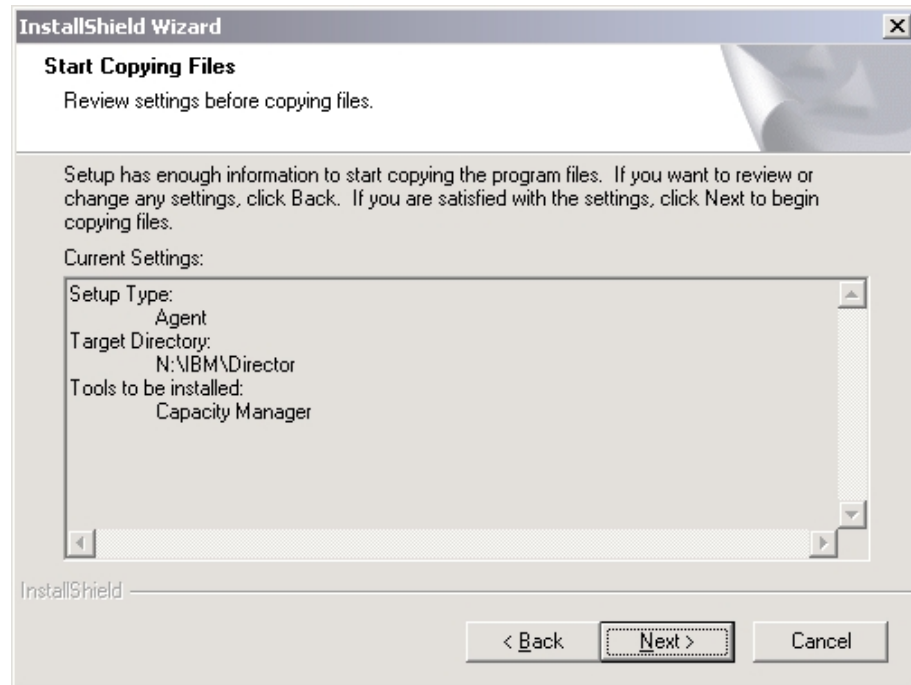 InstallShield Wizard
Start Copying Files
Review settings before copying files.
Setup has enough information to start copying the program files. If you want to review or
change any settings, click Back. If you are satisfied with the settings, click Next to begin
copying files.
Current Settings:
Setup Type:
Agent
Target Directory:
N:\IBM\Director
Tools to be installed:
Capacity Manager
InstallShield
< Back
Next >
Cancel